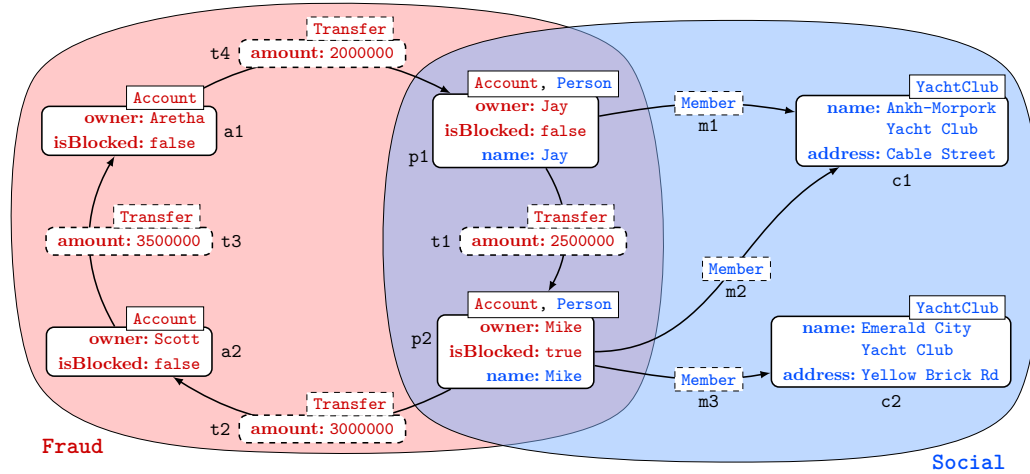 Transfer
t4 amount: 2000000
Account
owner: Aretha
isBlocked: false
a1
Account, Person
owner: Jay
isBlocked: false
name: Jay
p1
Member
m1
YachtClub
name: Ankh-Morpork
Yacht Club
address: Cable Street
c1
Transfer
amount: 3500000 t3
Transfer
t1 amount: 2500000
Member
m2
Account
owner: Scott
isBlocked: false
a2
Account, Person
p2
owner: Mike
isBlocked: true
name: Mike
YachtClub
name: Emerald City
Yacht Club
address: Yellow Brick Rd
c2
Member
m3
Transfer
t2 amount: 3000000
Fraud
Social